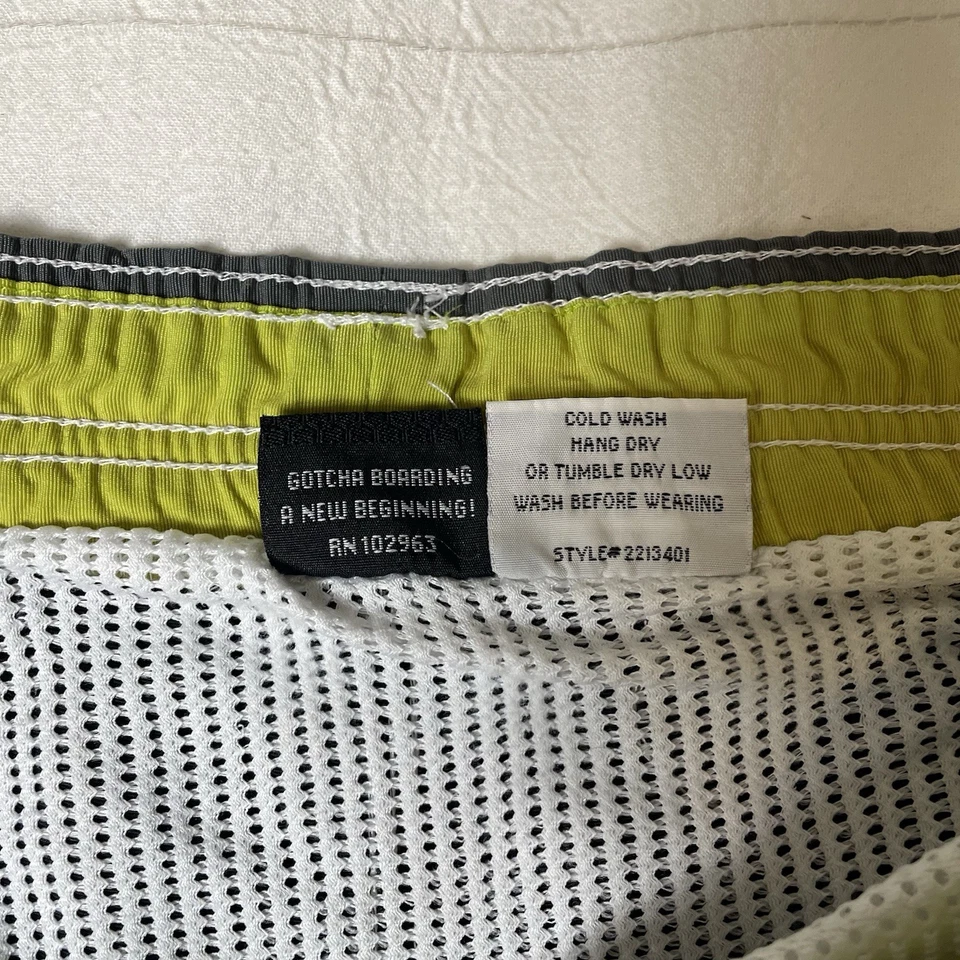 GOTCHA BOARDING
A NEW BEGINNING!
RN 102963
COLD WASH
HANG DRY
OR TUMBLE DRY LOW
WASH BEFORE WEARING
STYLE# 2213401